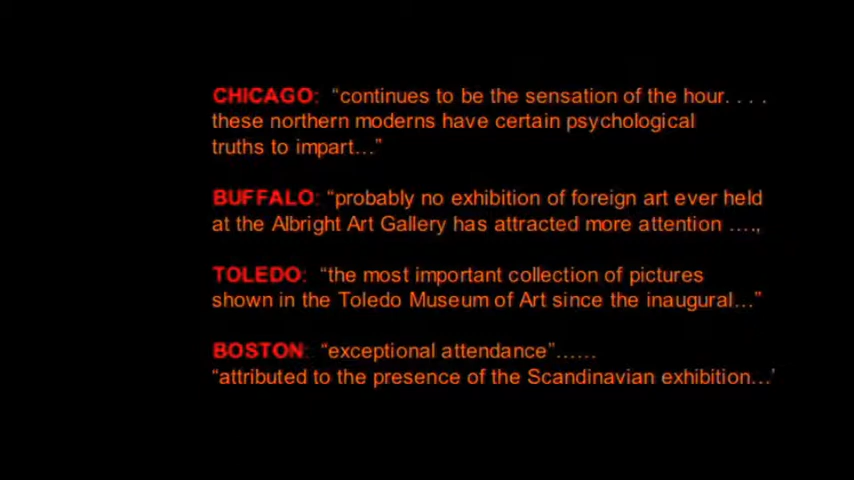 CHICAGO: “continues to be the sensation of the hour. . . .
these northern moderns have certain psychological
truths to impart…”
BUFFALO: “probably no exhibition of foreign art ever held
at the Albright Art Gallery has attracted more attention ….,
TOLEDO: “the most important collection of pictures
shown in the Toledo Museum of Art since the inaugural…”
BOSTON: “exceptional attendance”……
“attributed to the presence of the Scandinavian exhibition…’